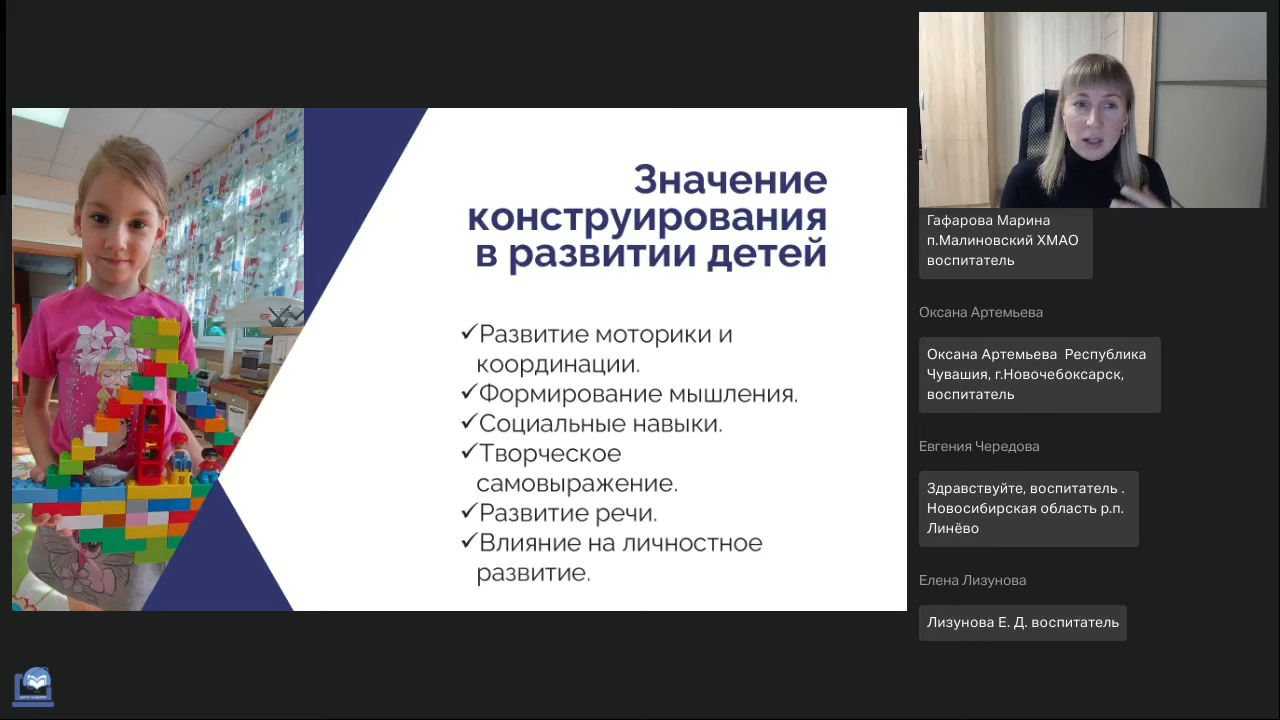 Значение
конструирования
в развитии детей
✓Развитие моторики и
координации.
✓Формирование мышления.
✓Социальные навыки.
✓Творческое
самовыражение.
✓Развитие речи.
✓Влияние на личностное
развитие.
Гафарова Марина
п.Малиновский ХМАО
воспитатель
Оксана Артемьева
Оксана Артемьева Республика
Чувашия, г.Новочебоксарск,
воспитатель
Евгения Чередова
Здравствуйте, воспитатель .
Новосибирская область р.п.
Линёво
Елена Лизунова
Лизунова Е. Д. воспитатель